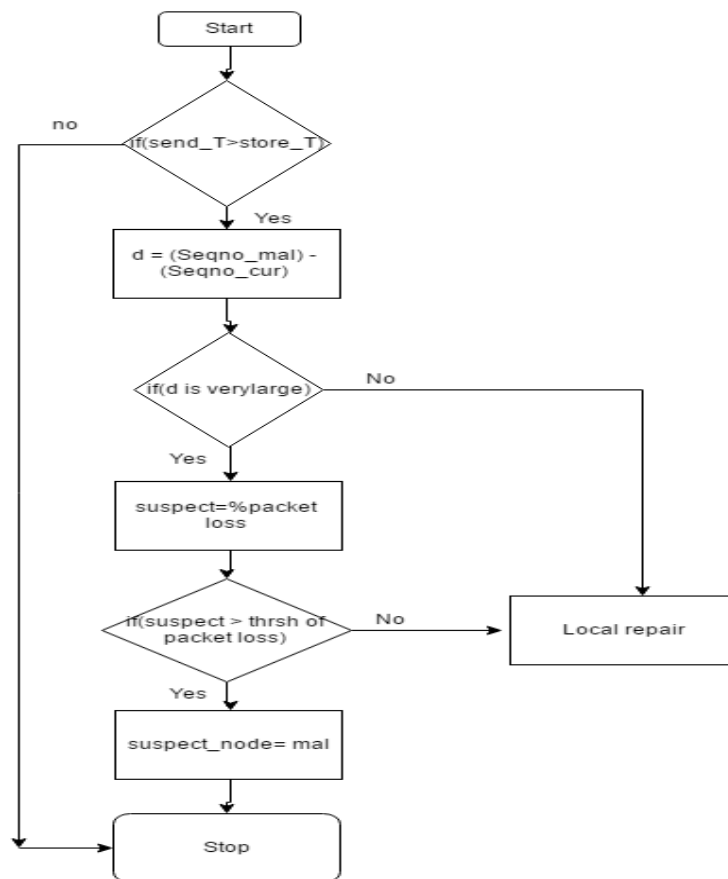 Start
no
if(send_T>store_T)
Yes
d = (Seqno_mal) -
(Seqno_cur)
if(d is verylarge)
No
Yes
suspect=%packet
loss
if(suspect > thrsh of
packet loss)
No
Local repair
Yes
suspect_node= mal
Stop